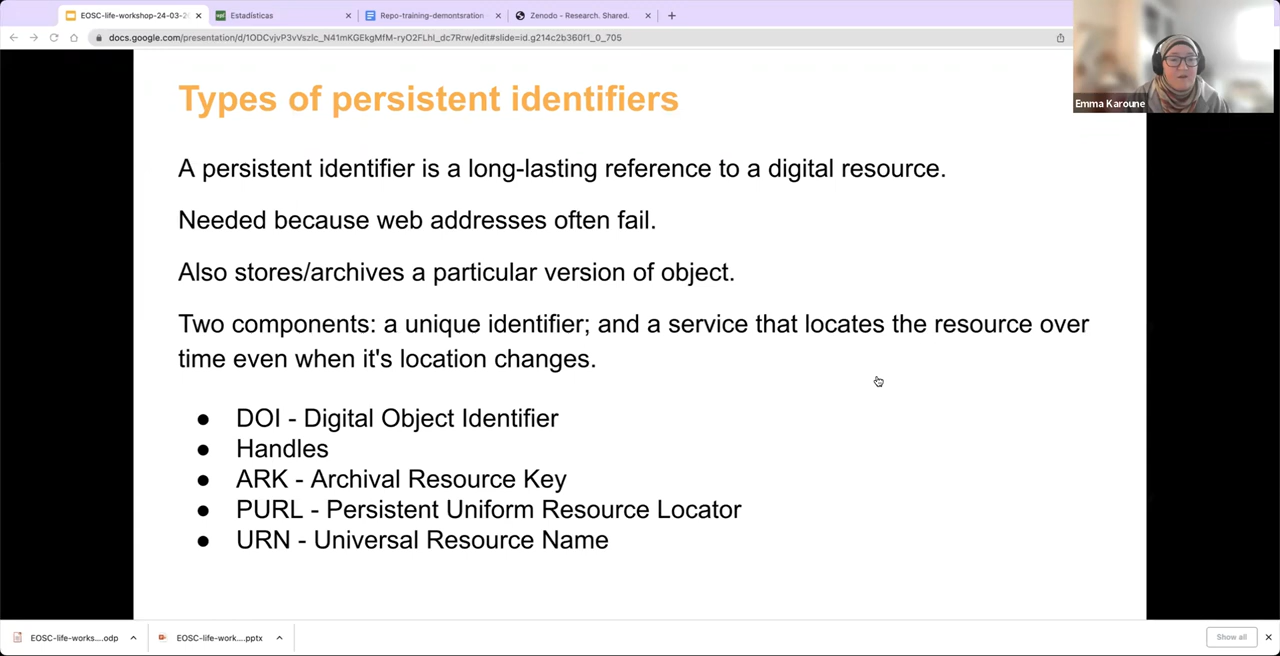 EOSC-life-workshop-24-03-2
Estadísticas
Repo-training-demontsration
Zenodo - Research. Shared.
docs.google.com/presentation/d/1ODCvjvP3vVszlc_N41mKGEkgMfM-ryO2FLhl_dc7Rrw/edit#slide=id.g214c2b360f1_0_705
Emma Karoune
Types of persistent identifiers
A persistent identifier is a long-lasting reference to a digital resource.
Needed because web addresses often fail.
Also stores/archives a particular version of object.
Two components: a unique identifier; and a service that locates the resource over
time even when it's location changes.
● DOI - Digital Object Identifier
● Handles
● ARK - Archival Resource Key
● PURL - Persistent Uniform Resource Locator
● URN - Universal Resource Name
EOSC-life-works....odp
EOSC-life-work....pptx
Show all